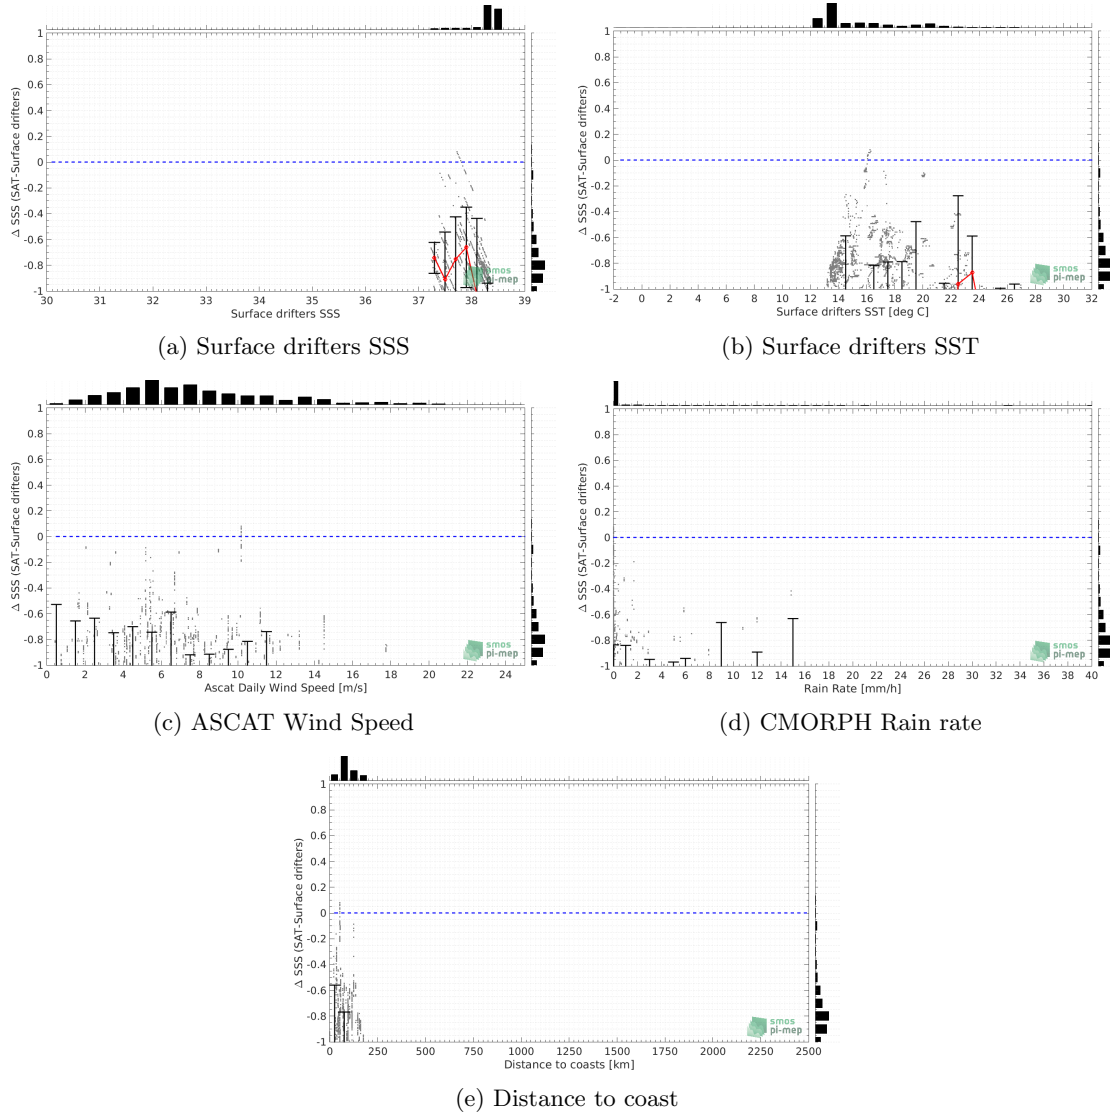 1
0.8
0.6
0.4
0.2
0
-0.2
-0.4
-0.6
-0.8
-1
Δ SSS (SAT-Surface drifters)
30 31 32 33 34 35 36 37 38 39
Surface drifters SSS
smos
pi-mep
(a) Surface drifters SSS
1
0.8
0.6
0.4
0.2
0
-0.2
-0.4
-0.6
-0.8
-1
Δ SSS (SAT-Surface drifters)
-2 0 2 4 6 8 10 12 14 16 18 20 22 24 26 28 30 32
Surface drifters SST [deg C]
smos
pi-mep
(b) Surface drifters SST
1
0.8
0.6
0.4
0.2
0
-0.2
-0.4
-0.6
-0.8
-1
Δ SSS (SAT-Surface drifters)
0 2 4 6 8 10 12 14 16 18 20 22 24
Ascat Daily Wind Speed [m/s]
smos
pi-mep
(c) ASCAT Wind Speed
1
0.8
0.6
0.4
0.2
0
-0.2
-0.4
-0.6
-0.8
-1
Δ SSS (SAT-Surface drifters)
0 2 4 6 8 10 12 14 16 18 20 22 24 26 28 30 32 34 36 38 40
Rain Rate [mm/h]
smos
pi-mep
(d) CMORPH Rain rate
1
0.8
0.6
0.4
0.2
0
-0.2
-0.4
-0.6
-0.8
-1
Δ SSS (SAT-Surface drifters)
0 250 500 750 1000 1250 1500 1750 2000 2250 2500
Distance to coasts [km]
smos
pi-mep
(e) Distance to coast